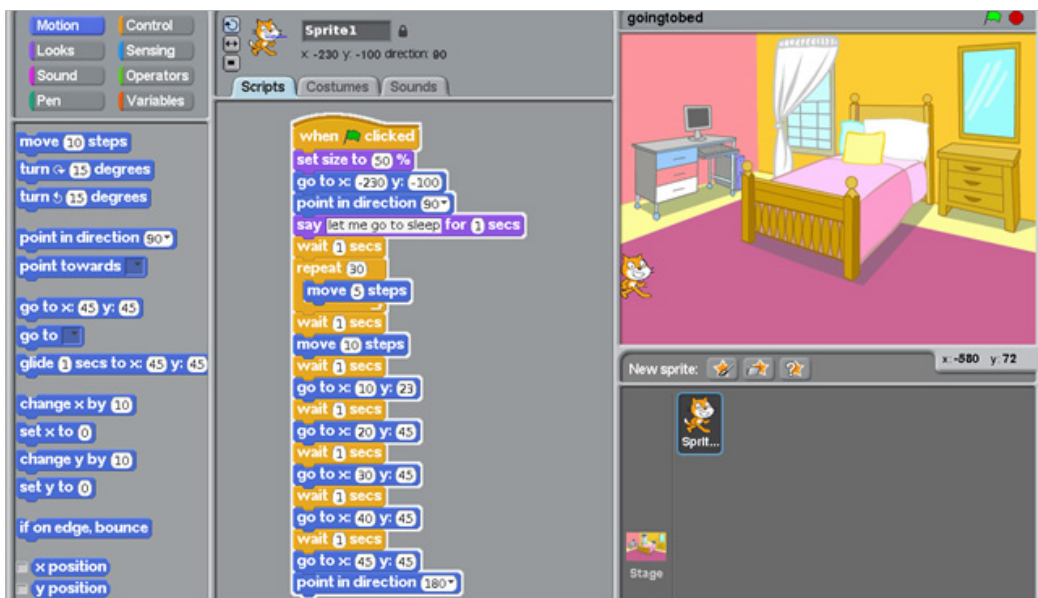 Motion Control
Looks Sensing
Sound Operators
Pen Variables
move 10 steps
turn 15 degrees
turn 15 degrees
point in direction 90
point towards
go to x: 45 y: 45
go to
glide 1 secs to x: 45 y: 45
change x by 10
set x to 0
change y by 10
set y to 0
if on edge, bounce
x position
y position
Sprite1
x: -230 y: -100 direction: 90
Scripts Costumes Sounds
when clicked
set size to 50 %
go to x: -230 y: -100
point in direction 90
say let me go to sleep for 1 secs
wait 1 secs
repeat 30
move 5 steps
wait 1 secs
move 10 steps
wait 1 secs
go to x: 10 y: 23
wait 1 secs
go to x: 20 y: 45
wait 1 secs
go to x: 30 y: 45
wait 1 secs
go to x: 40 y: 45
wait 1 secs
go to x: 45 y: 45
point in direction 180
goingtobed
x: -580 y: 72
New sprite:
Sprit...
Stage